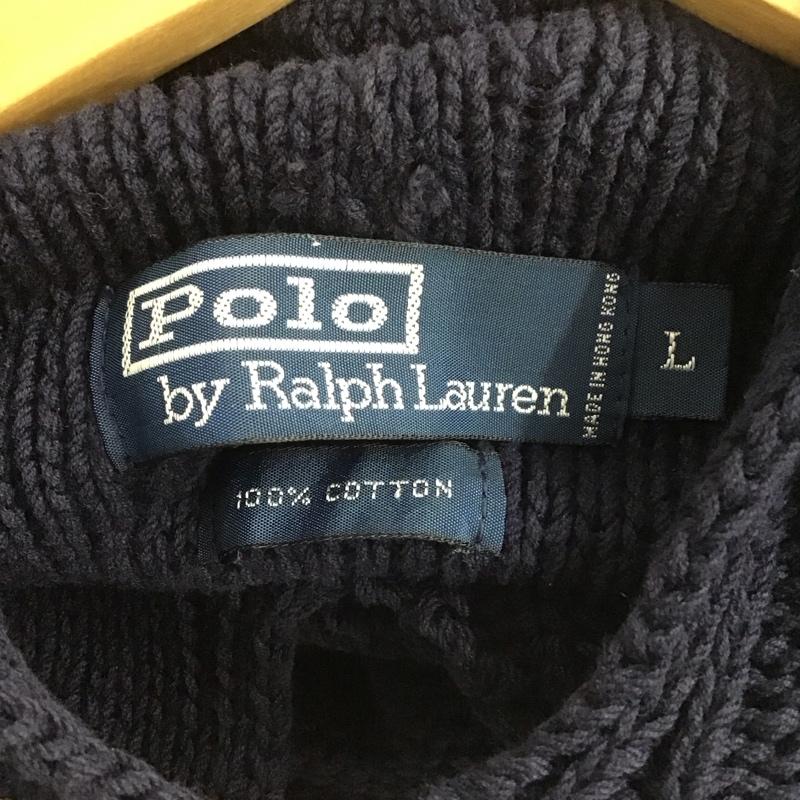 Polo
by Ralph Lauren
MADE IN HONG KONG
L
100% COTTON